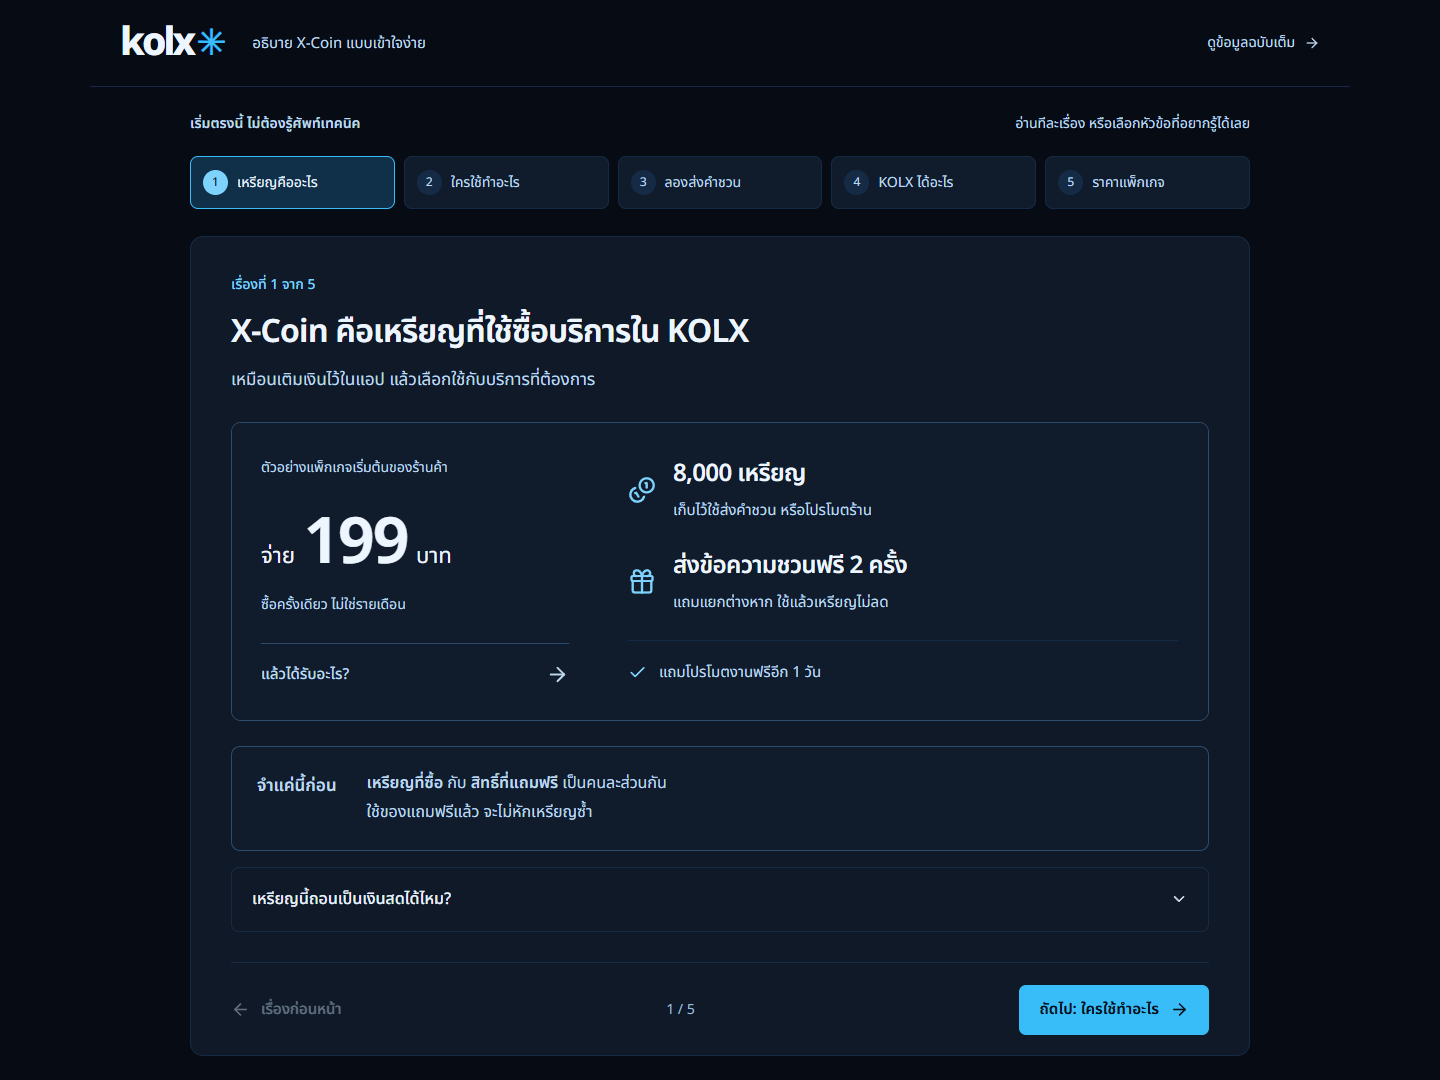 kolx
อธิบาย X-Coin แบบเข้าใจง่าย
ดูข้อมูลฉบับเต็ม
เริ่มตรงนี้ ไม่ต้องรู้ศัพท์เทคนิค
อ่านทีละเรื่อง หรือเลือกหัวข้อที่อยากรู้ได้เลย
1 เหรียญคืออะไร
2 ใครใช้ทำอะไร
3 ลองส่งคำชวน
4 KOLX ได้อะไร
5 ราคาแพ็กเกจ
เรื่องที่ 1 จาก 5
X-Coin คือเหรียญที่ใช้ซื้อบริการใน KOLX
เหมือนเติมเงินไว้ในแอป แล้วเลือกใช้กับบริการที่ต้องการ
ตัวอย่างแพ็กเกจเริ่มต้นของร้านค้า
จ่าย 199 บาท
ซื้อครั้งเดียว ไม่ใช่รายเดือน
แล้วได้รับอะไร?
8,000 เหรียญ
เก็บไว้ใช้ส่งคำชวน หรือโปรโมตร้าน
ส่งข้อความชวนฟรี 2 ครั้ง
แถมแยกต่างหาก ใช้แล้วเหรียญไม่ลด
แถมโปรโมตงานฟรีอีก 1 วัน
จำแค่นี้ก่อน
เหรียญที่ซื้อ กับ สิทธิ์ที่แถมฟรี เป็นคนละส่วนกัน
ใช้ของแถมฟรีแล้ว จะไม่หักเหรียญซ้ำ
เหรียญนี้ถอนเป็นเงินสดได้ไหม?
เรื่องก่อนหน้า
1 / 5
ถัดไป: ใครใช้ทำอะไร